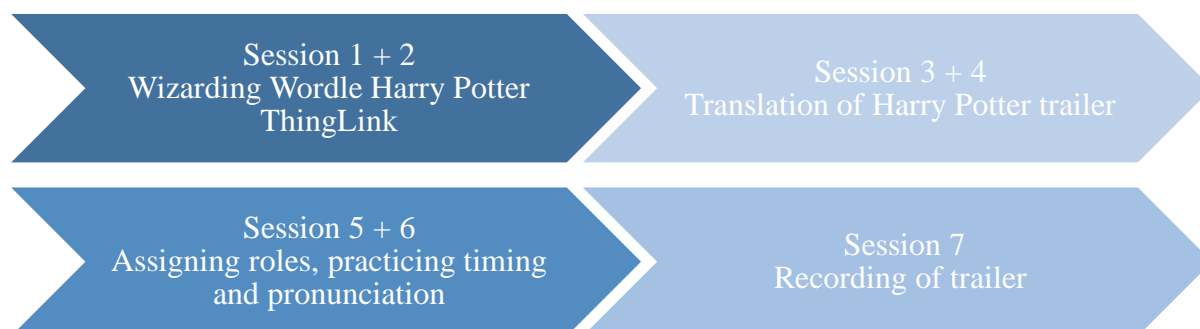 Session 1 + 2
Wizarding Wordle Harry Potter
ThingLink
Session 3 + 4
Translation of Harry Potter trailer
Session 5 + 6
Assigning roles, practicing timing
and pronunciation
Session 7
Recording of trailer